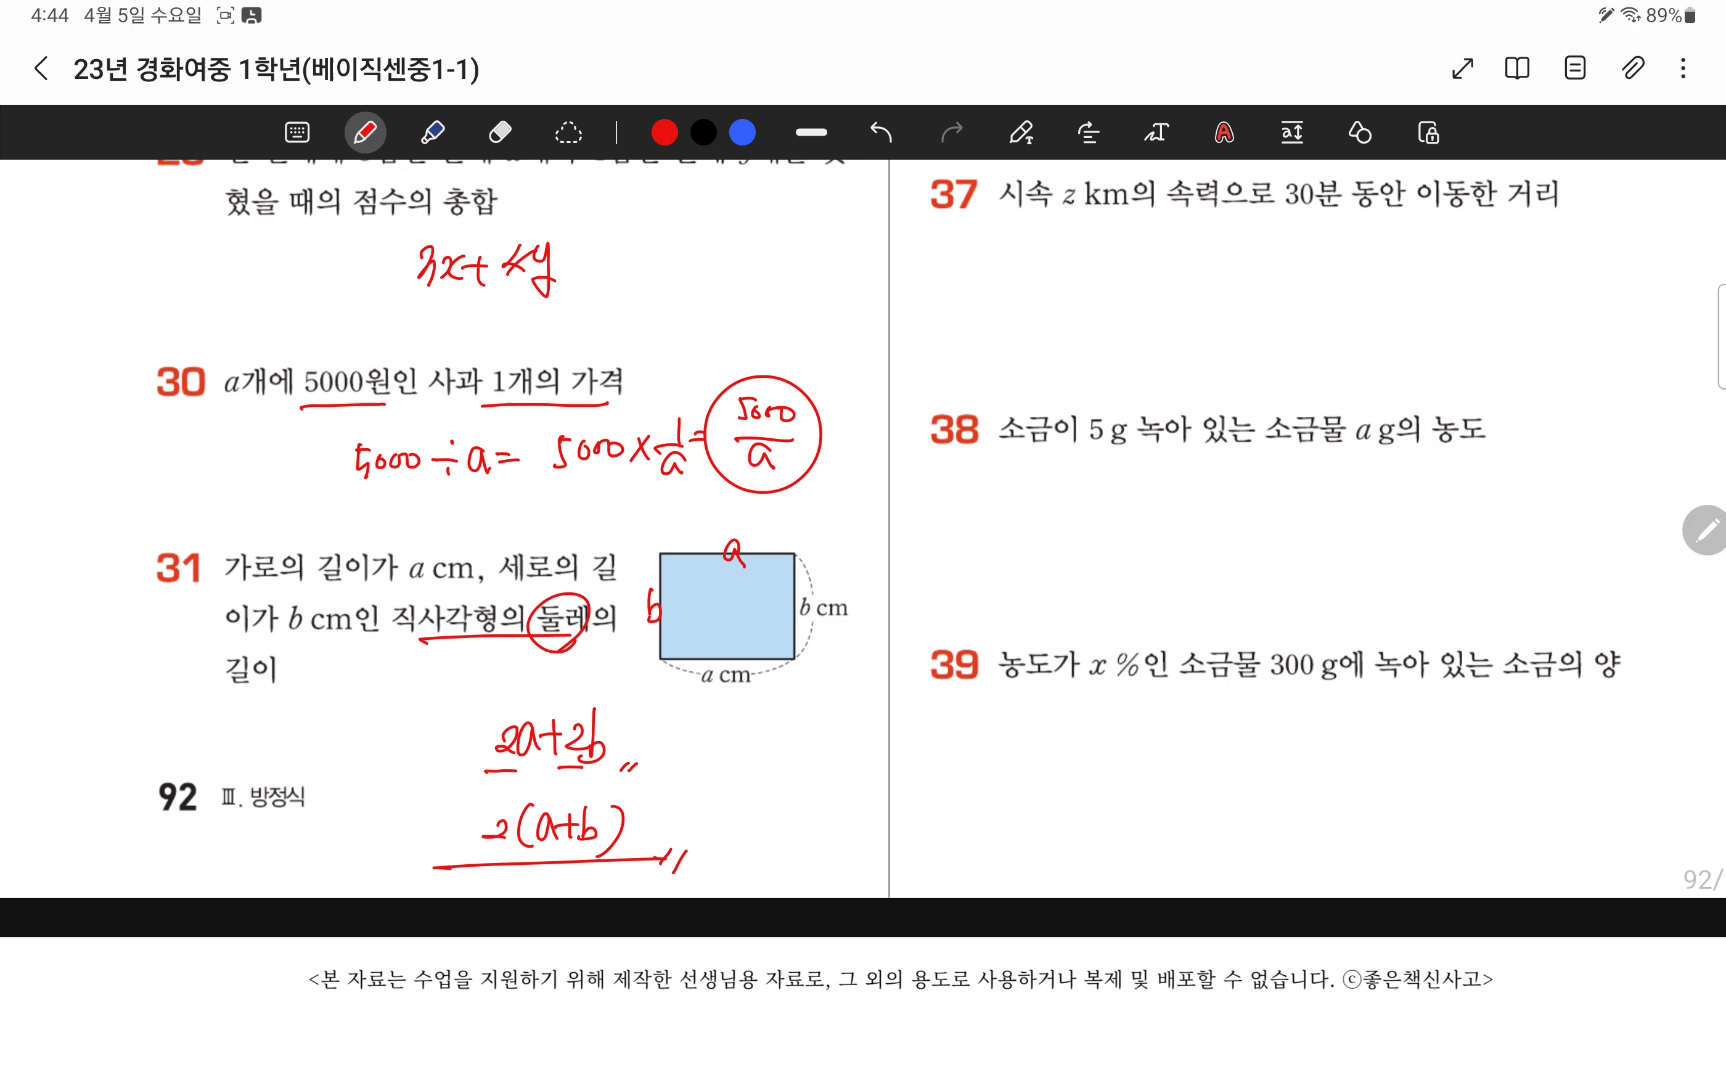 4:44 4월 5일 수요일 89%
23년 경화여중 1학년(베이직쎈중1-1)
했을 때의 점수의 총합
3x+4y
30 a개에 5000원인 사과 1개의 가격
5000÷a= 5000×1/a=5000/a
31 가로의 길이가 a cm, 세로의 길
이가 b cm인 직사각형의 둘레의
길이
a
b
b cm
a cm
2a+2b
2(a+b)
92 Ⅲ. 방정식
37 시속 z km의 속력으로 30분 동안 이동한 거리
38 소금이 5 g 녹아 있는 소금물 a g의 농도
39 농도가 x %인 소금물 300 g에 녹아 있는 소금의 양
92/
<본 자료는 수업을 지원하기 위해 제작한 선생님용 자료로, 그 외의 용도로 사용하거나 복제 및 배포할 수 없습니다. ⓒ좋은책신사고>